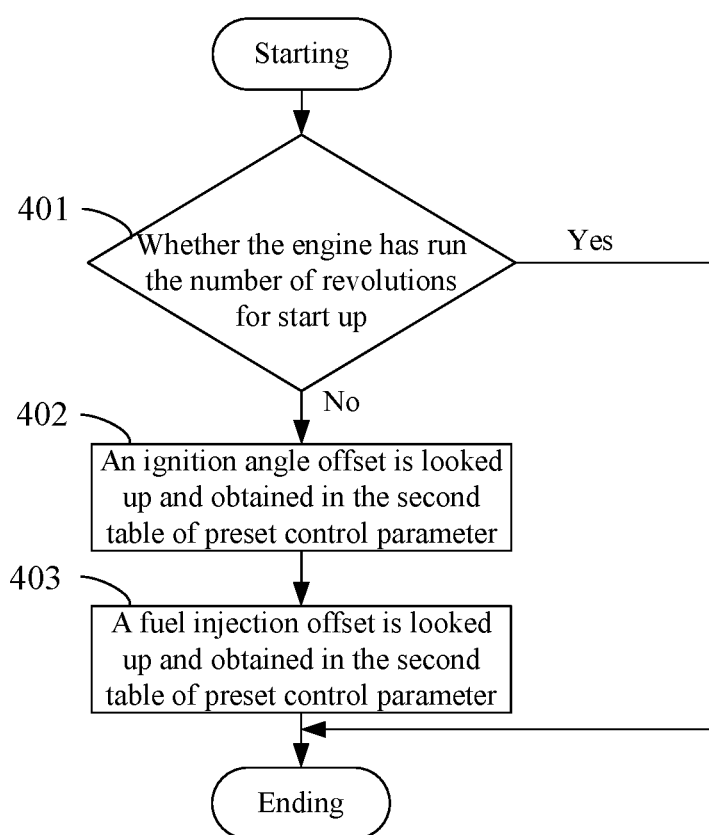 Starting
401
Whether the engine has run
the number of revolutions
for start up
Yes
No
402
An ignition angle offset is looked
up and obtained in the second
table of preset control parameter
403
A fuel injection offset is looked
up and obtained in the second
table of preset control parameter
Ending